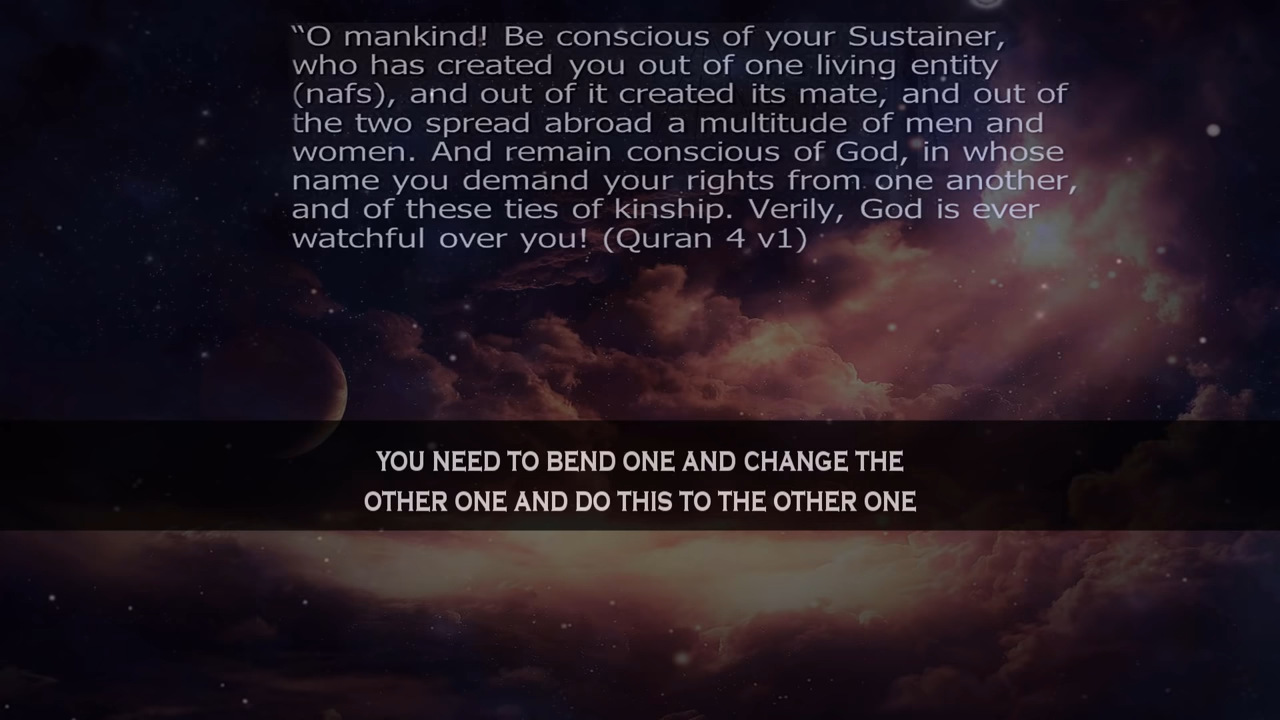 “O mankind! Be conscious of your Sustainer,
who has created you out of one living entity
(nafs), and out of it created its mate, and out of
the two spread abroad a multitude of men and
women. And remain conscious of God, in whose
name you demand your rights from one another,
and of these ties of kinship. Verily, God is ever
watchful over you! (Quran 4 v1)
YOU NEED TO BEND ONE AND CHANGE THE
OTHER ONE AND DO THIS TO THE OTHER ONE